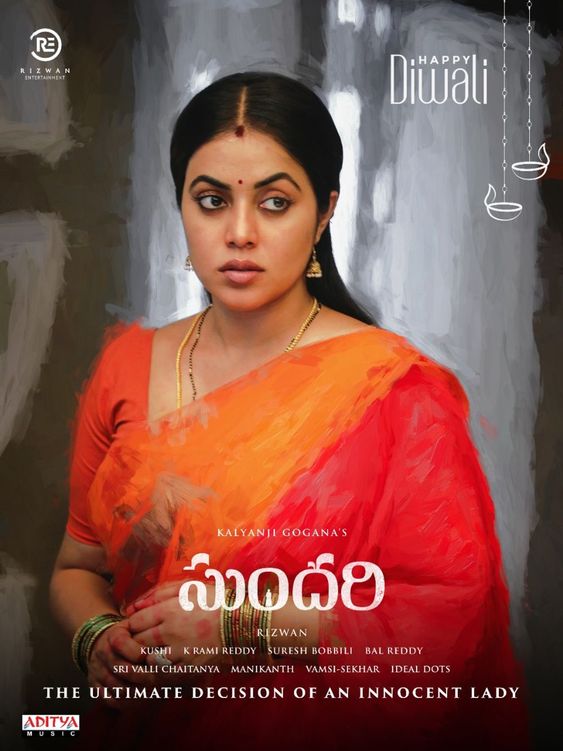 RE
RIZWAN
ENTERTAINMENT
HAPPY
Diwali
KALYANJI GOGANA'S
సుందరి
RIZWAN
KUSHI K RAMI REDDY SURESH BOBBILI BAL REDDY
SRI VALLI CHAITANYA MANIKANTH VAMSI-SEKHAR IDEAL DOTS
THE ULTIMATE DECISION OF AN INNOCENT LADY
ADITYA
MUSIC